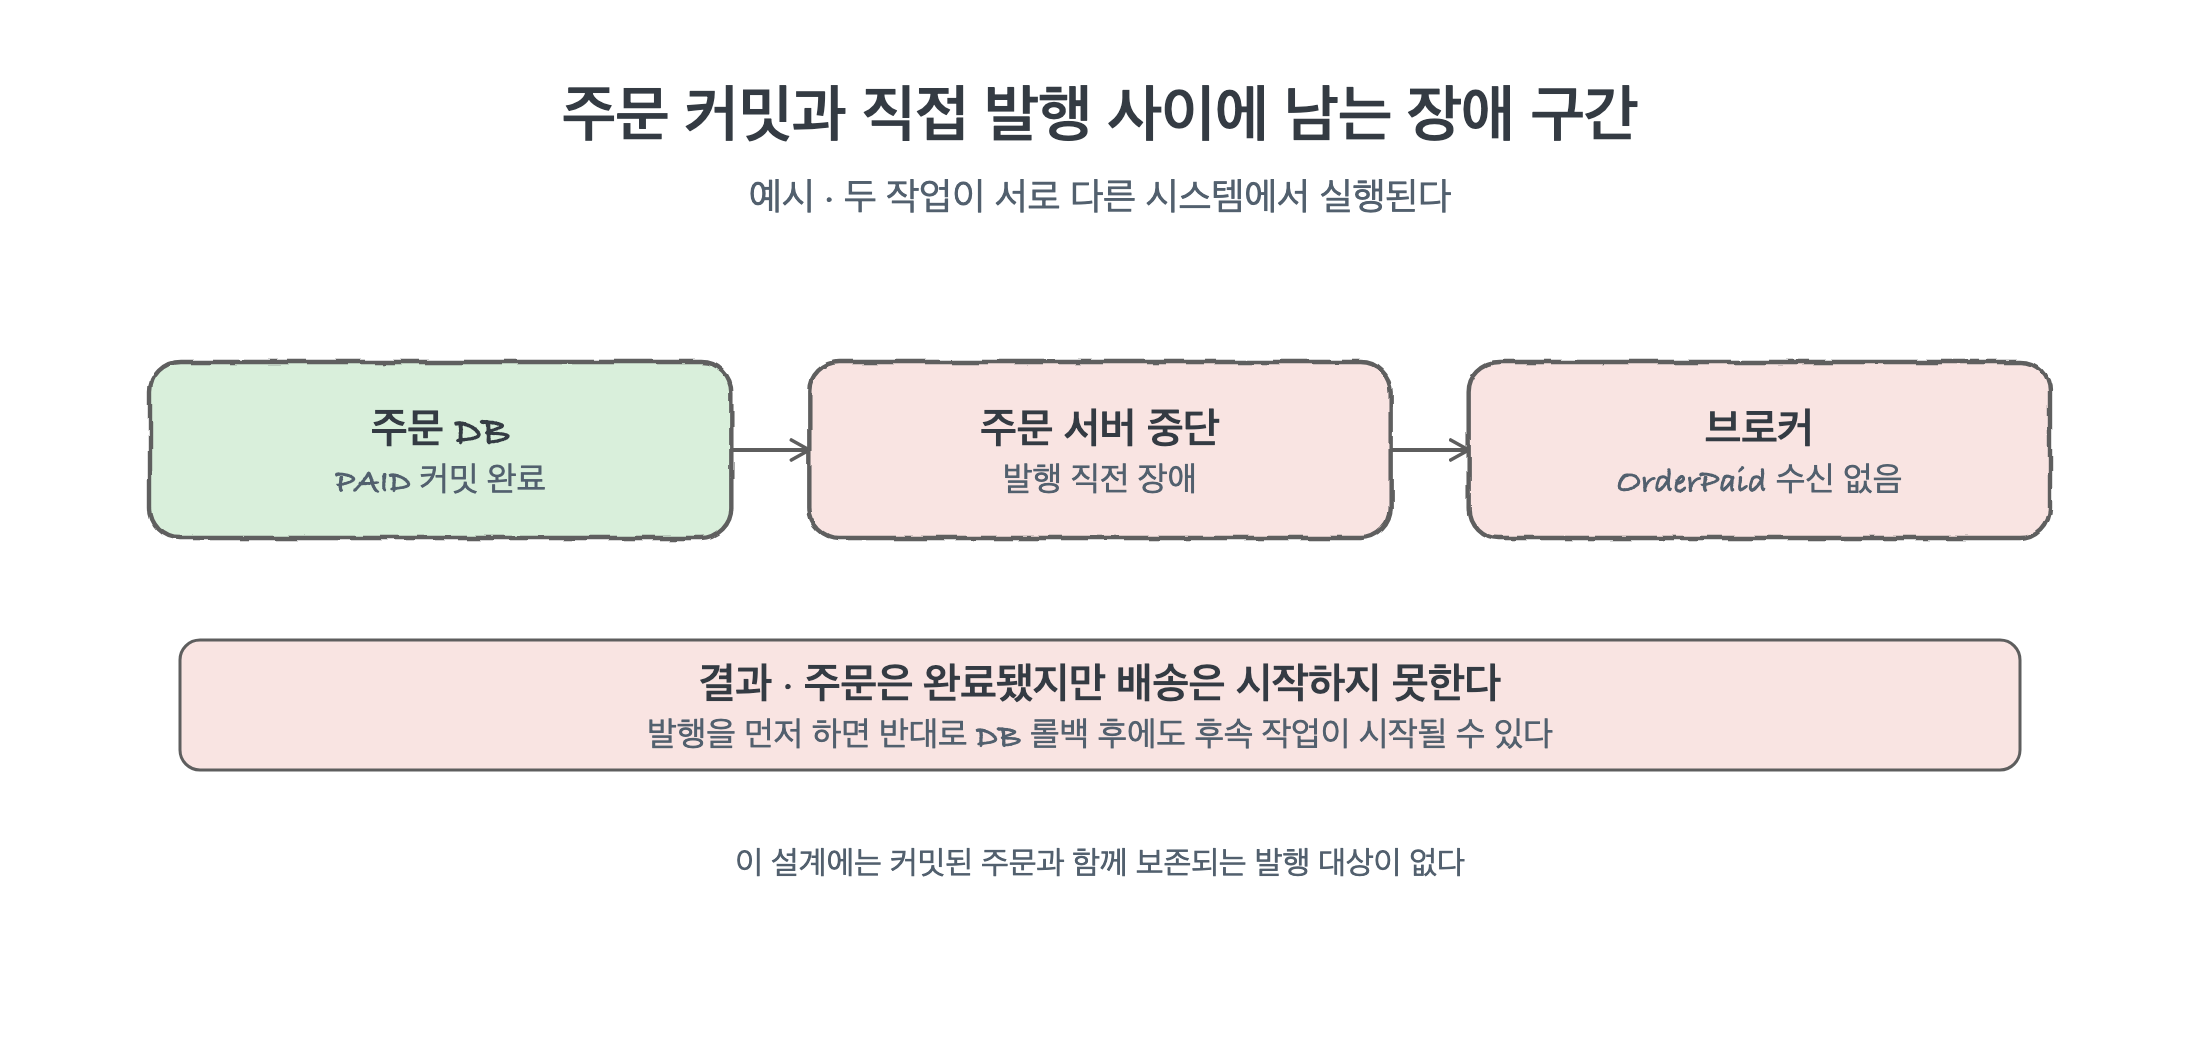 주문 커밋과 직접 발행 사이에 남는 장애 구간
예시 · 두 작업이 서로 다른 시스템에서 실행된다
주문 DB
PAID 커밋 완료
주문 서버 중단
발행 직전 장애
브로커
OrderPaid 수신 없음
결과 · 주문은 완료됐지만 배송은 시작하지 못한다
발행을 먼저 하면 반대로 DB 롤백 후에도 후속 작업이 시작될 수 있다
이 설계에는 커밋된 주문과 함께 보존되는 발행 대상이 없다